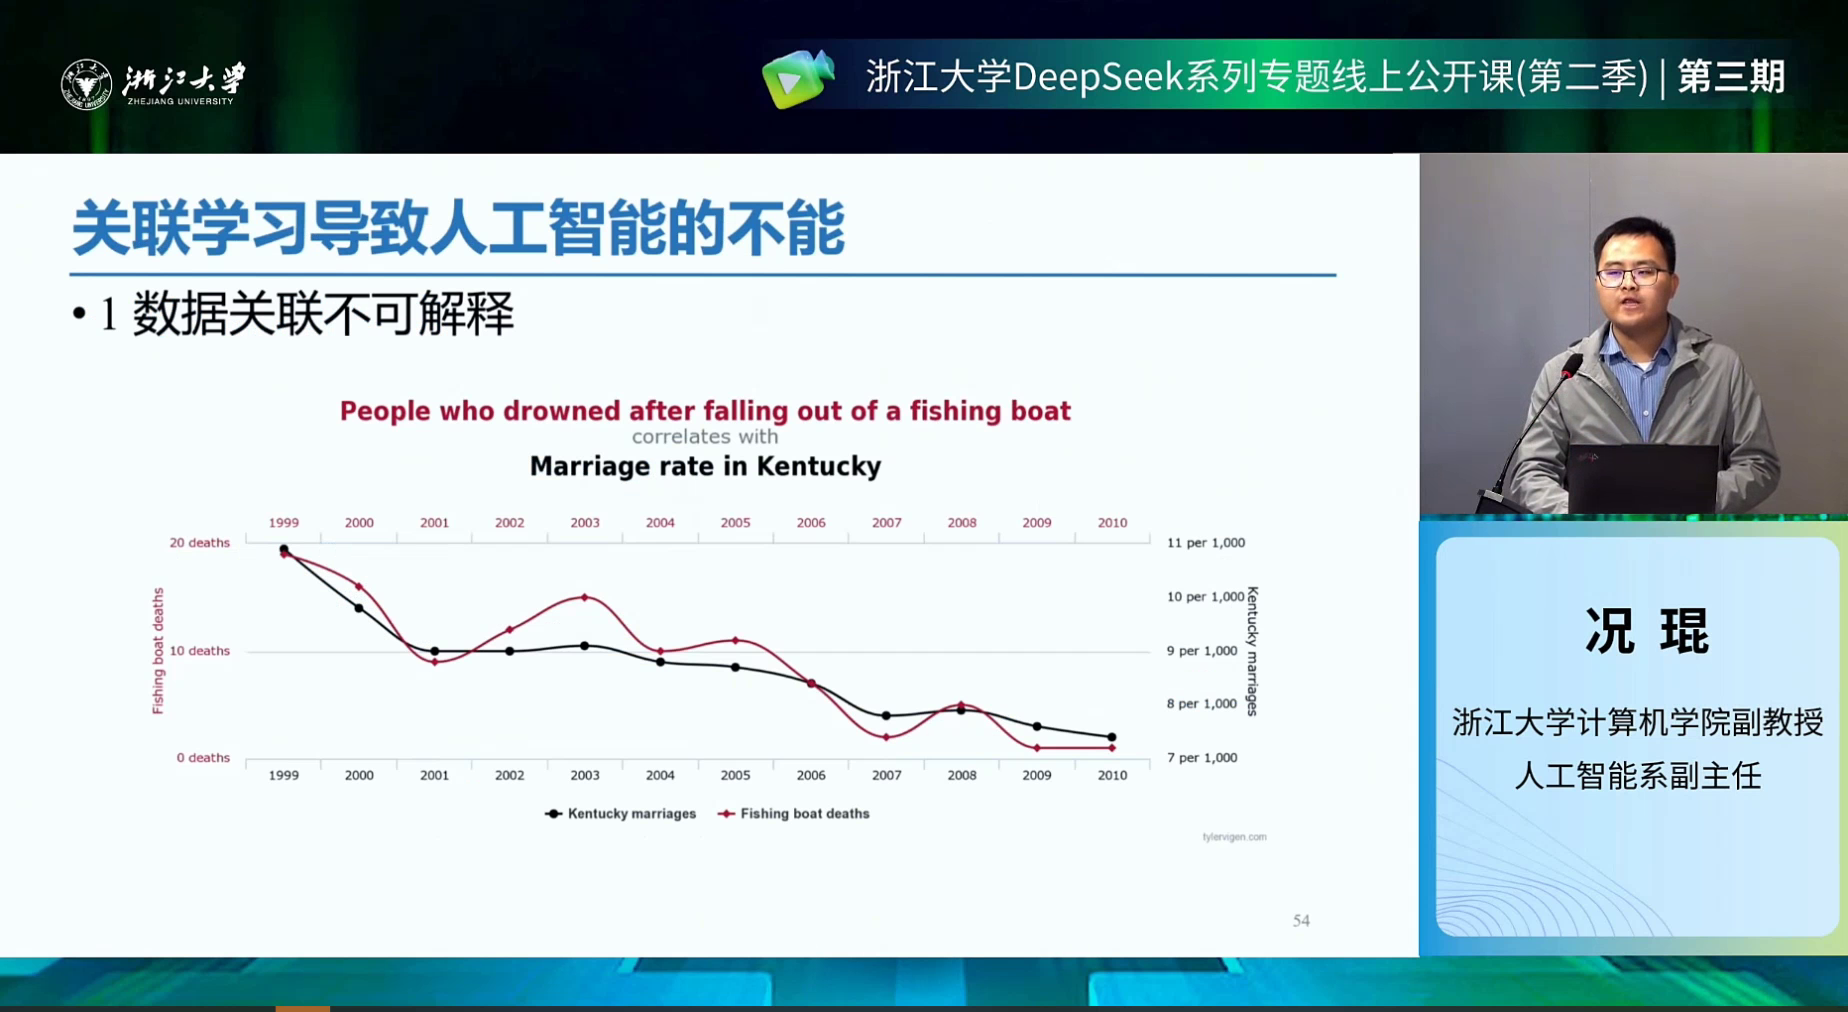 浙江大学
ZHEJIANG UNIVERSITY
浙江大学DeepSeek系列专题线上公开课(第二季) | 第三期
关联学习导致人工智能的不能
• 1 数据关联不可解释
People who drowned after falling out of a fishing boat
correlates with
Marriage rate in Kentucky
1999 2000 2001 2002 2003 2004 2005 2006 2007 2008 2009 2010
20 deaths
10 deaths
0 deaths
Fishing boat deaths
11 per 1,000
10 per 1,000
9 per 1,000
8 per 1,000
7 per 1,000
Kentucky marriages
1999 2000 2001 2002 2003 2004 2005 2006 2007 2008 2009 2010
Kentucky marriages Fishing boat deaths
tylervigen.com
54
况 琨
浙江大学计算机学院副教授
人工智能系副主任